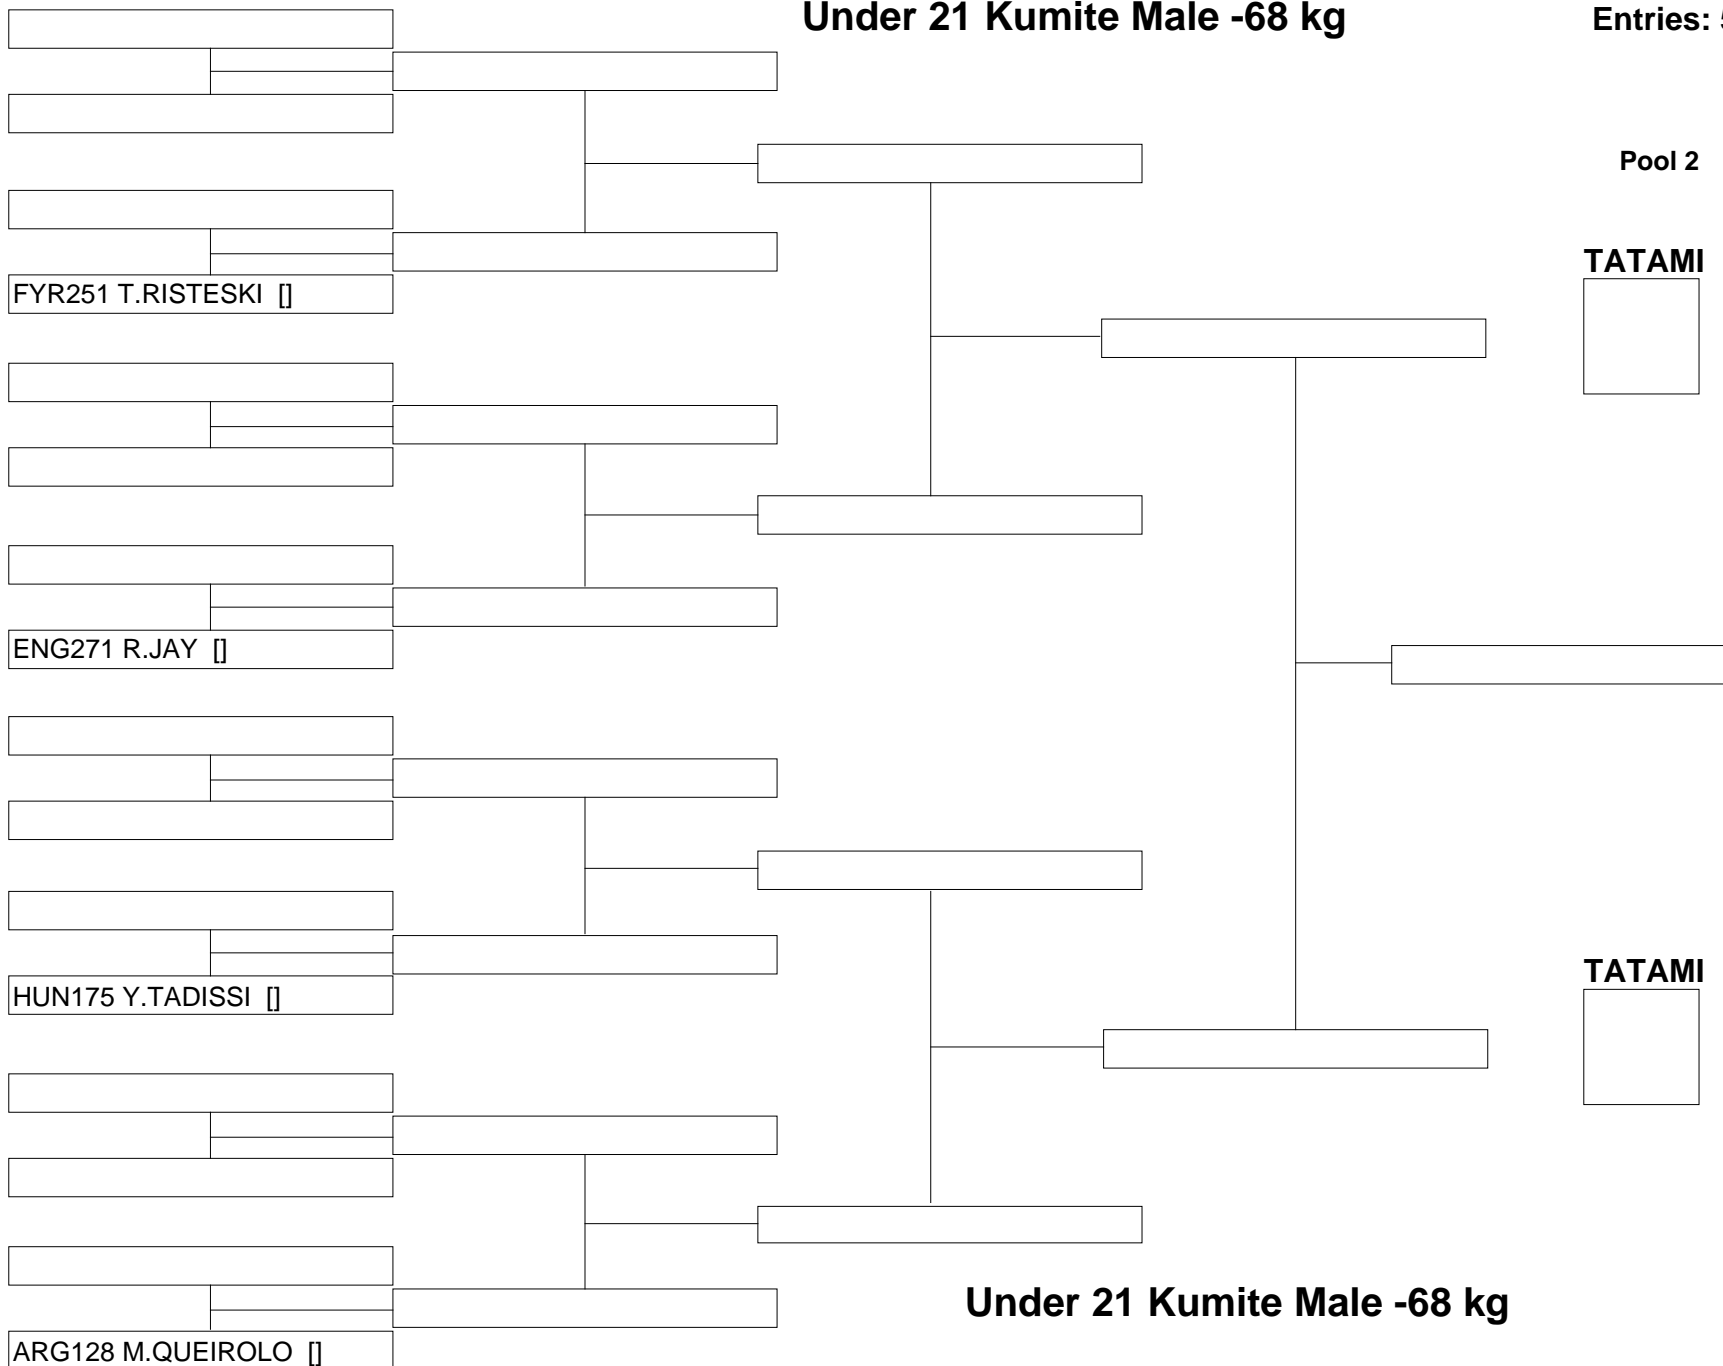 Under 21 Kumite Male -68 kg
Entries:
Pool 2
TATAMI
FYR251 T.RISTESKI []
ENG271 R.JAY []
HUN175 Y.TADISSI []
TATAMI
Under 21 Kumite Male -68 kg
ARG128 M.QUEIROLO []